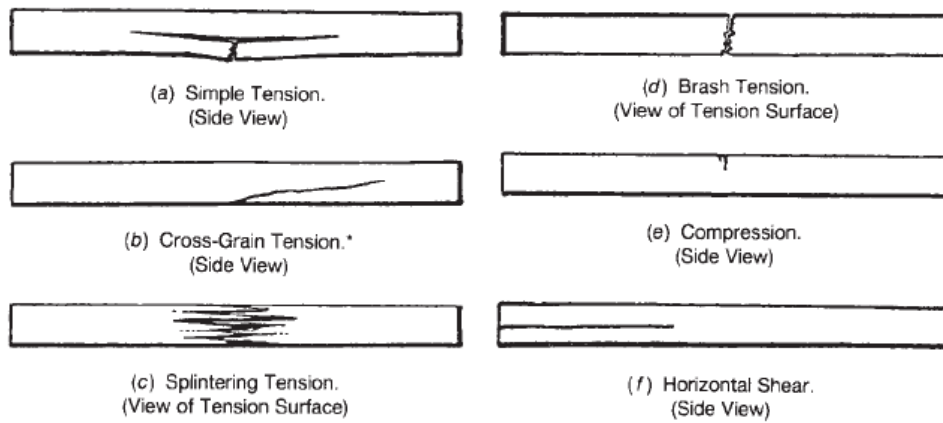 (a) Simple Tension.
(Side View)
(b) Cross-Grain Tension.*
(Side View)
(c) Splintering Tension.
(View of Tension Surface)
(d) Brash Tension.
(View of Tension Surface)
(e) Compression.
(Side View)
(f) Horizontal Shear.
(Side View)